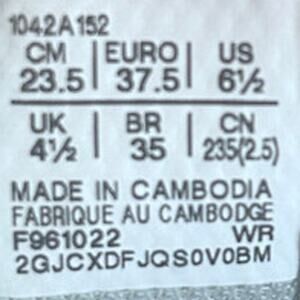 1042A152
CM | EURO | US
23.5 | 37.5 | 6½
UK | BR | CN
4½ | 35 | 235(2.5)
MADE IN CAMBODIA
FABRIQUE AU CAMBODGE
F961022 WR
2GJCXDFJQS0V0BM